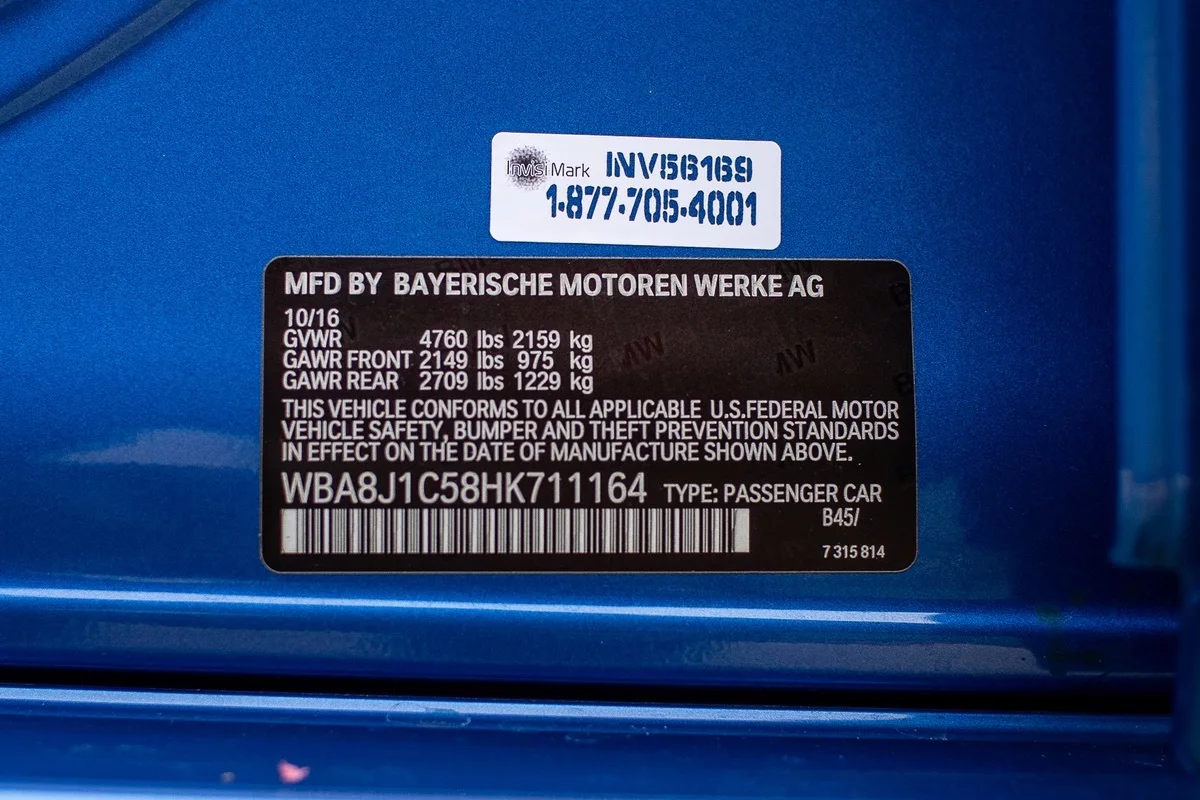 InvisiMark INV56169
1-877-705-4001
MFD BY BAYERISCHE MOTOREN WERKE AG
10/16
GVWR 4760 lbs 2159 kg
GAWR FRONT 2149 lbs 975 kg
GAWR REAR 2709 lbs 1229 kg
THIS VEHICLE CONFORMS TO ALL APPLICABLE U.S.FEDERAL MOTOR
VEHICLE SAFETY, BUMPER AND THEFT PREVENTION STANDARDS
IN EFFECT ON THE DATE OF MANUFACTURE SHOWN ABOVE.
WBA8J1C58HK711164 TYPE: PASSENGER CAR
B45/
7 315 814